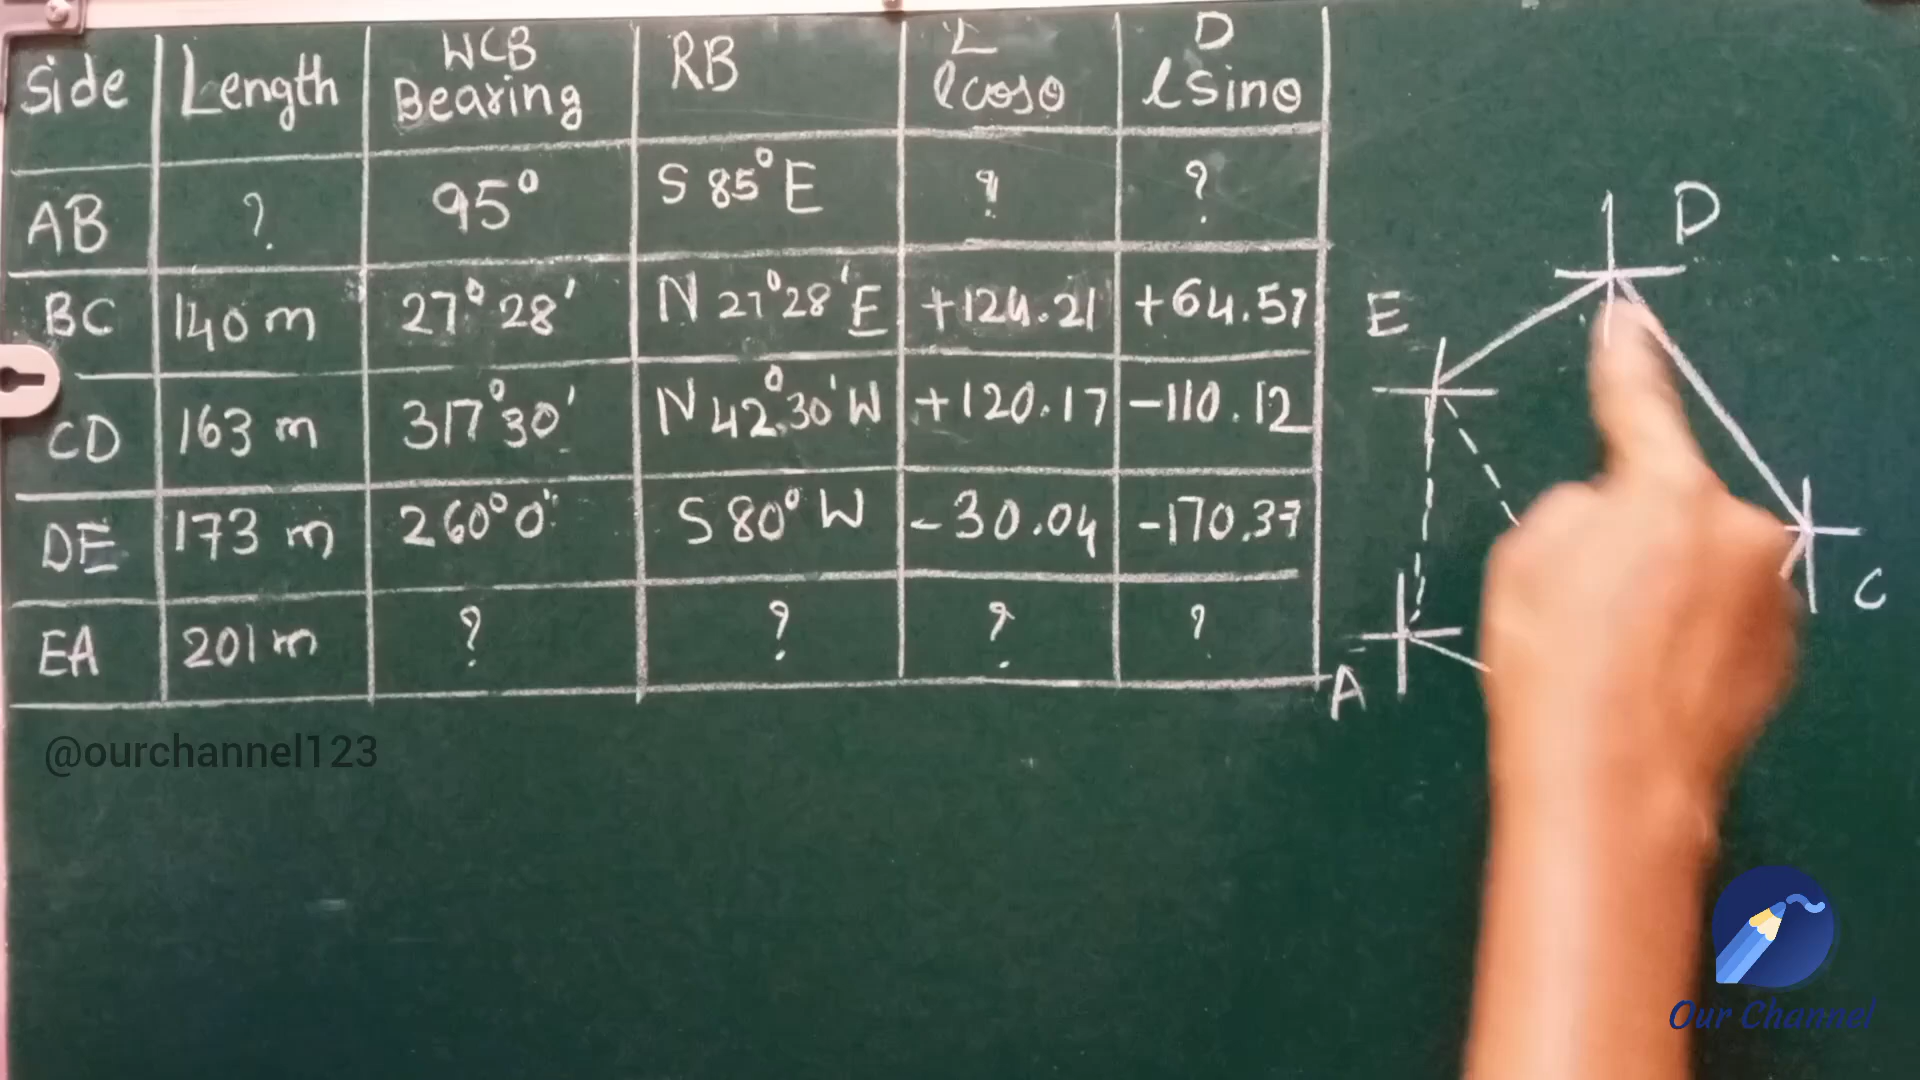 Side Length WCB Bearing RB L lcosθ D lsinθ
AB ? 95° S 85° E ? ?
BC 140 m 27° 28' N 27° 28' E +124.21 +64.57
CD 163 m 317° 30' N 42° 30' W +120.17 -110.12
DE 173 m 260° 0' S 80° W -30.04 -170.37
EA 201 m ? ? ? ?
D
E
C
A
@ourchannel123
Our Channel